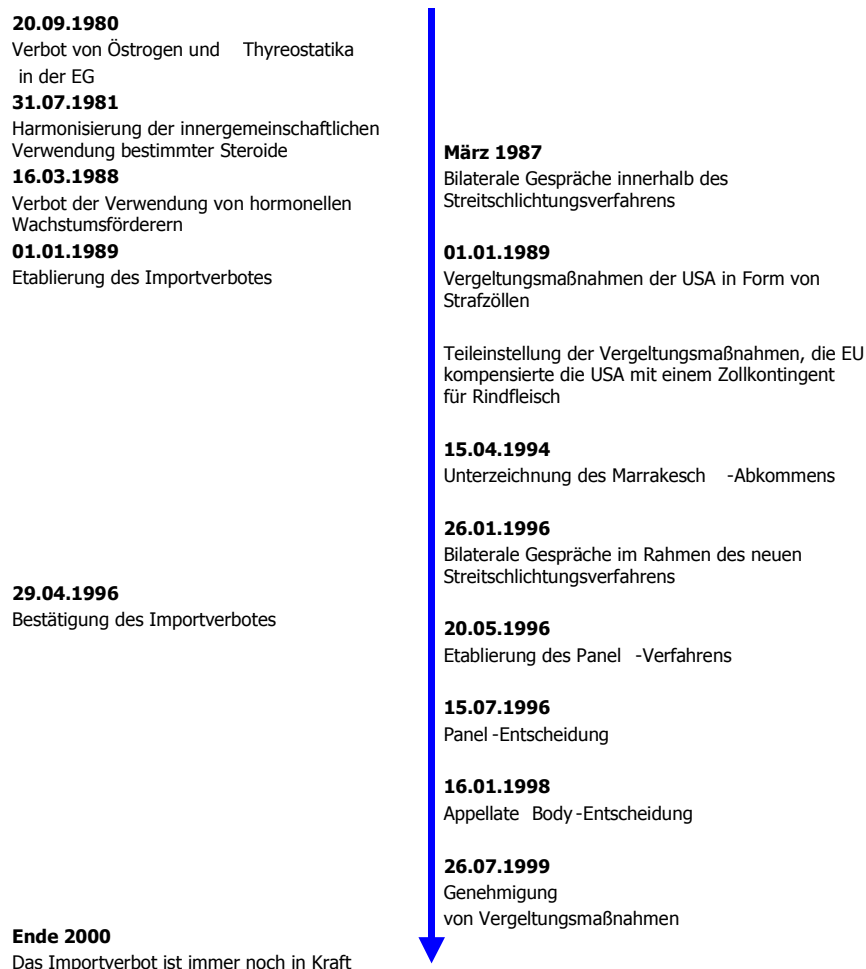 20.09.1980
Verbot von Östrogen und Thyreostatika
in der EG
31.07.1981
Harmonisierung der innergemeinschaftlichen
Verwendung bestimmter Steroide
16.03.1988
Verbot der Verwendung von hormonellen
Wachstumsförderern
01.01.1989
Etablierung des Importverbotes
29.04.1996
Bestätigung des Importverbotes
Ende 2000
Das Importverbot ist immer noch in Kraft
März 1987
Bilaterale Gespräche innerhalb des
Streitschlichtungsverfahrens
01.01.1989
Vergeltungsmaßnahmen der USA in Form von
Strafzöllen
Teileinstellung der Vergeltungsmaßnahmen, die EU
kompensierte die USA mit einem Zollkontingent
für Rindfleisch
15.04.1994
Unterzeichnung des Marrakesch -Abkommens
26.01.1996
Bilaterale Gespräche im Rahmen des neuen
Streitschlichtungsverfahrens
20.05.1996
Etablierung des Panel -Verfahrens
15.07.1996
Panel -Entscheidung
16.01.1998
Appellate Body -Entscheidung
26.07.1999
Genehmigung
von Vergeltungsmaßnahmen